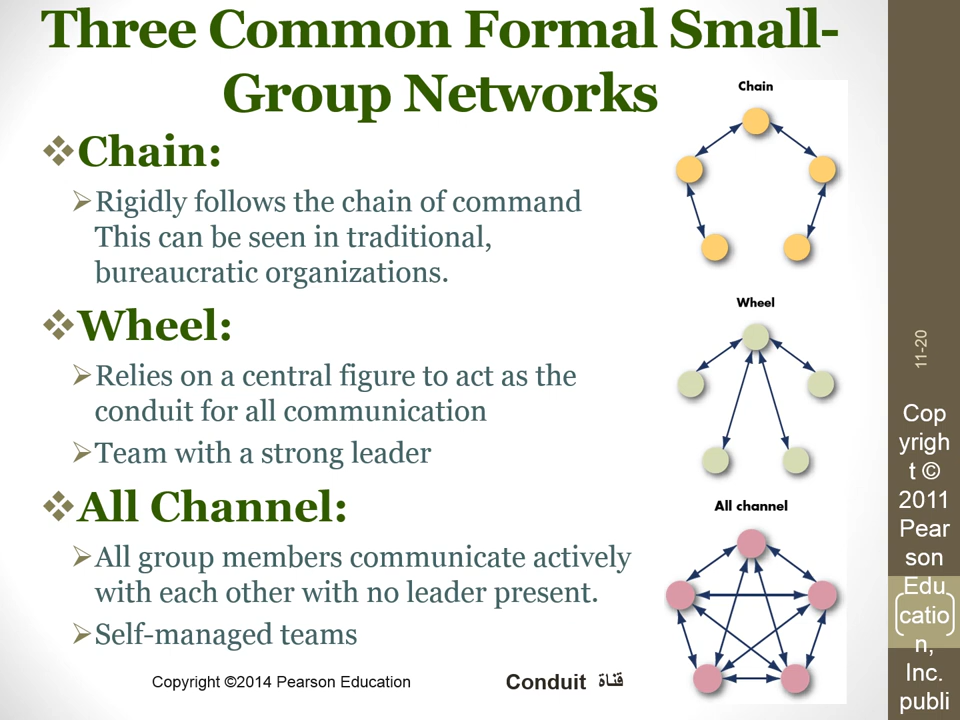 Three Common Formal Small-
Group Networks
Chain:
Rigidly follows the chain of command
This can be seen in traditional,
bureaucratic organizations.
Wheel:
Relies on a central figure to act as the
conduit for all communication
Team with a strong leader
All Channel:
All group members communicate actively
with each other with no leader present.
Self-managed teams
Copyright ©2014 Pearson Education
Conduit قناة
Chain
Wheel
All channel
11-20
Cop
yrigh
t ©
2011
Pear
son
Edu
catio
n,
Inc.
publi